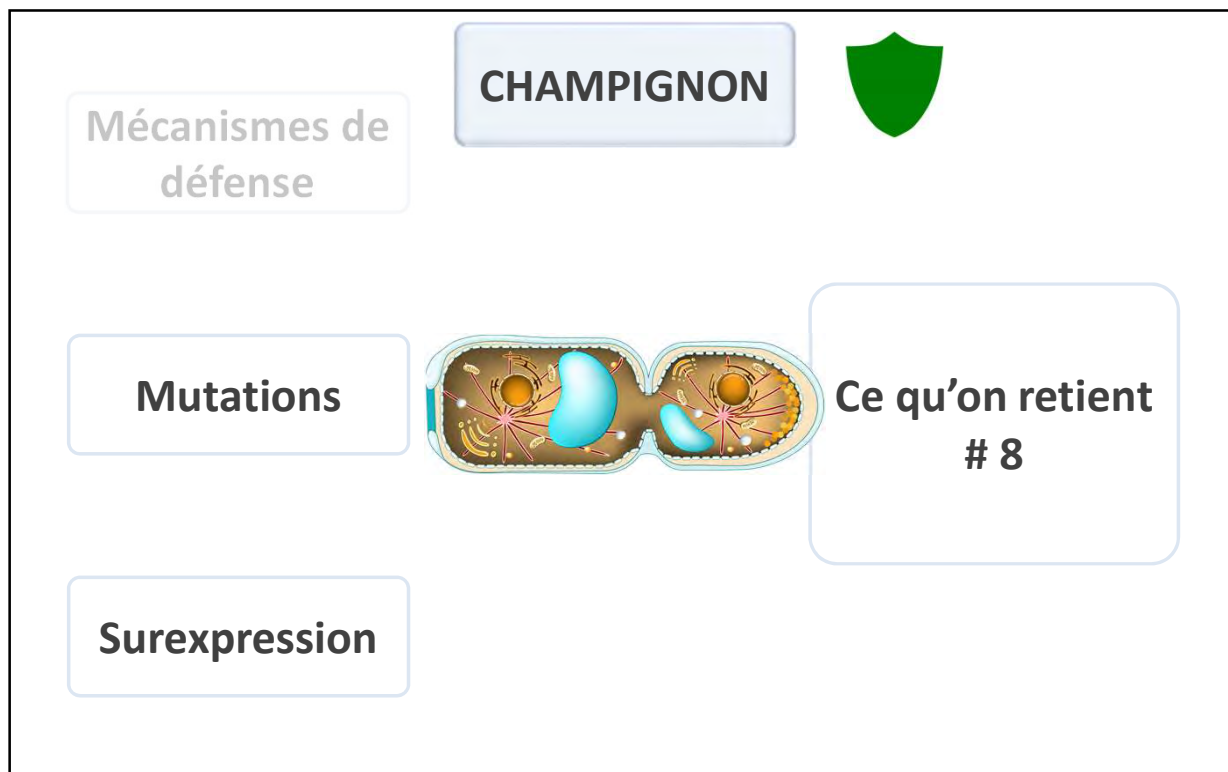 CHAMPIGNON
Mécanismes de
défense
Mutations
Ce qu’on retient
# 8
Surexpression